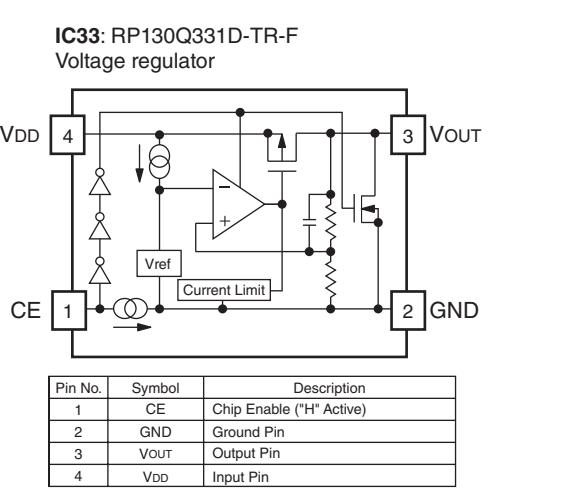 IC33: RP130Q331D-TR-F
Voltage regulator
VDD 4 3 VOUT
−
+
Vref
Current Limit
CE 1 2 GND
Pin No. Symbol Description
1 CE Chip Enable ("H" Active)
2 GND Ground Pin
3 VOUT Output Pin
4 VDD Input Pin